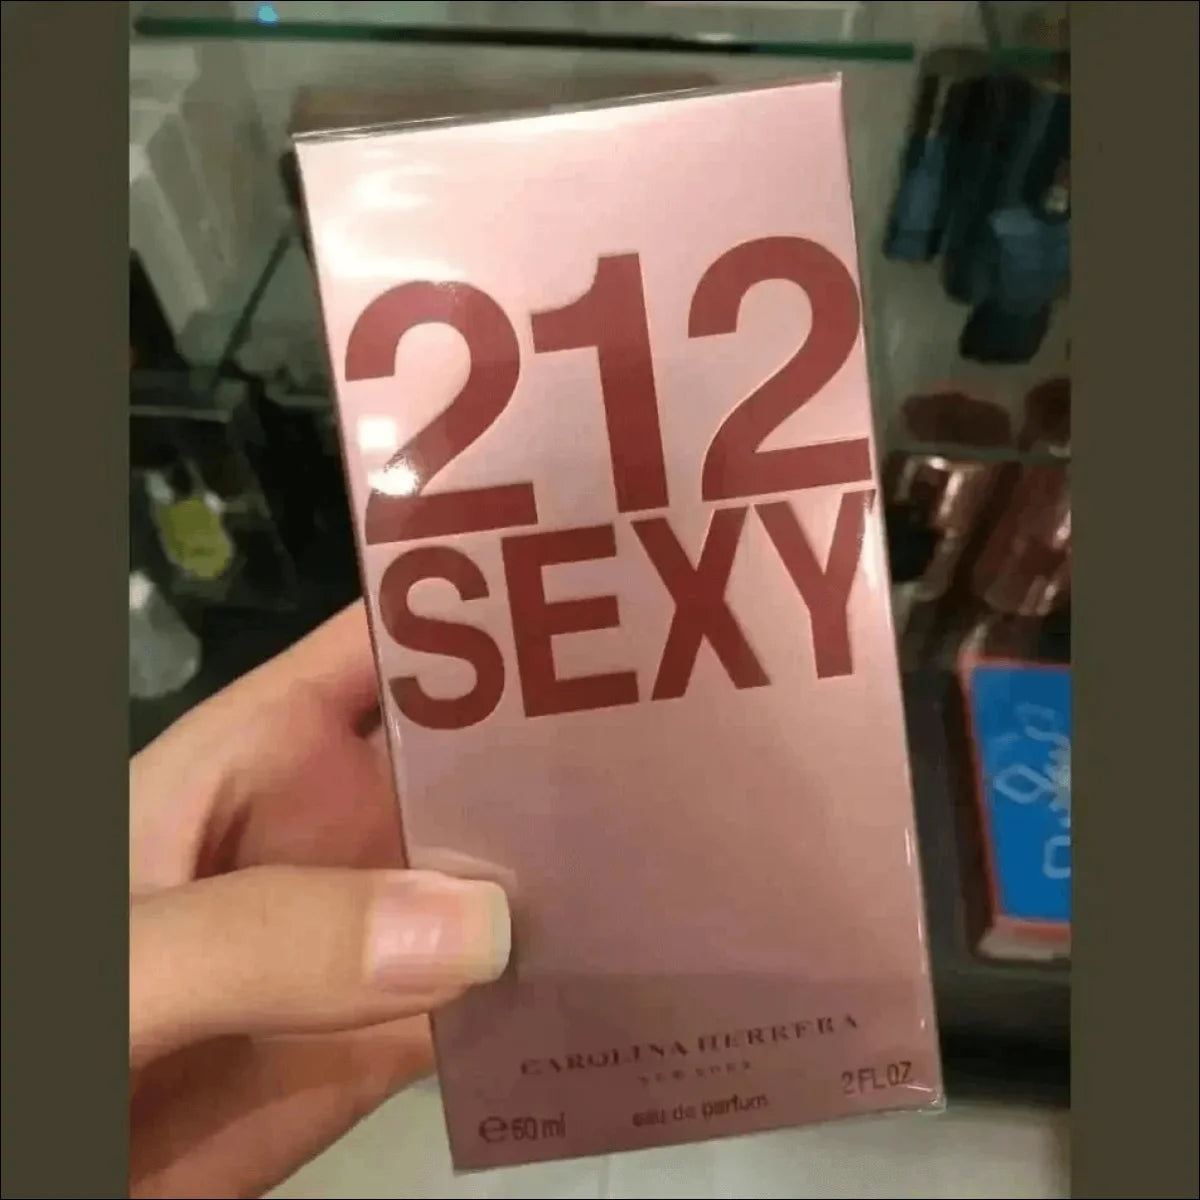 212
SEXY
CAROLINA HERRERA
NEW YORK
℮60 ml
eau de parfum
2 FL OZ